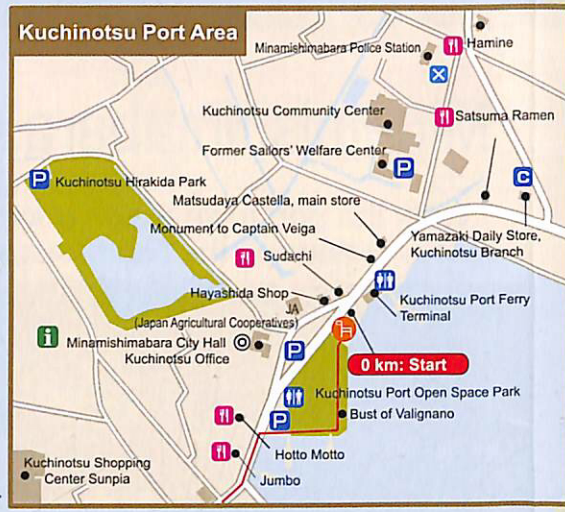 Kuchinotsu Port Area
Minamishimabara Police Station
Hamine
Kuchinotsu Community Center
Satsuma Ramen
Former Sailors' Welfare Center
P
P
Kuchinotsu Hirakida Park
C
Matsudaya Castella, main store
Monument to Captain Veiga
Yamazaki Daily Store,
Kuchinotsu Branch
Sudachi
Hayashida Shop
JA
(Japan Agricultural Cooperatives)
Kuchinotsu Port Ferry
Terminal
i
Minamishimabara City Hall
Kuchinotsu Office
P
0 km: Start
Kuchinotsu Port Open Space Park
P
Bust of Valignano
Hotto Motto
Kuchinotsu Shopping
Center Sunpia
Jumbo